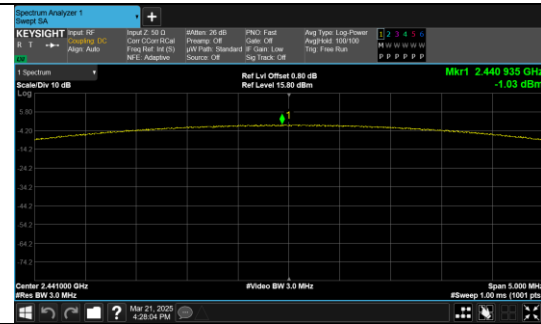 Spectrum Analyzer 1
Swept SA
+
KEYSIGHT
R T
Input: RF
Coupling: DC
Align: Auto
Input Z: 50 Ω
Corr CCorr RCal
Freq Ref: Int (S)
NFE: Adaptive
#Atten: 26 dB
Preamp: Off
µW Path: Standard
Source: Off
PNO: Fast
Gate: Off
IF Gain: Low
Sig Track: Off
Avg Type: Log-Power
Avg|Hold: 100/100
Trig: Free Run
1 2 3 4 5 6
M W W W W W
P P P P P P
1 Spectrum
Scale/Div 10 dB
Log
Ref Lvl Offset 0.80 dB
Ref Level 15.80 dBm
Mkr1 2.440 935 GHz
-1.03 dBm
1
5.80
-4.20
-14.2
-24.2
-34.2
-44.2
-54.2
-64.2
-74.2
Center 2.441000 GHz
#Res BW 3.0 MHz
#Video BW 3.0 MHz
Span 5.000 MHz
#Sweep 1.00 ms (1001 pts
?
Mar 21, 2025
4:28:04 PM